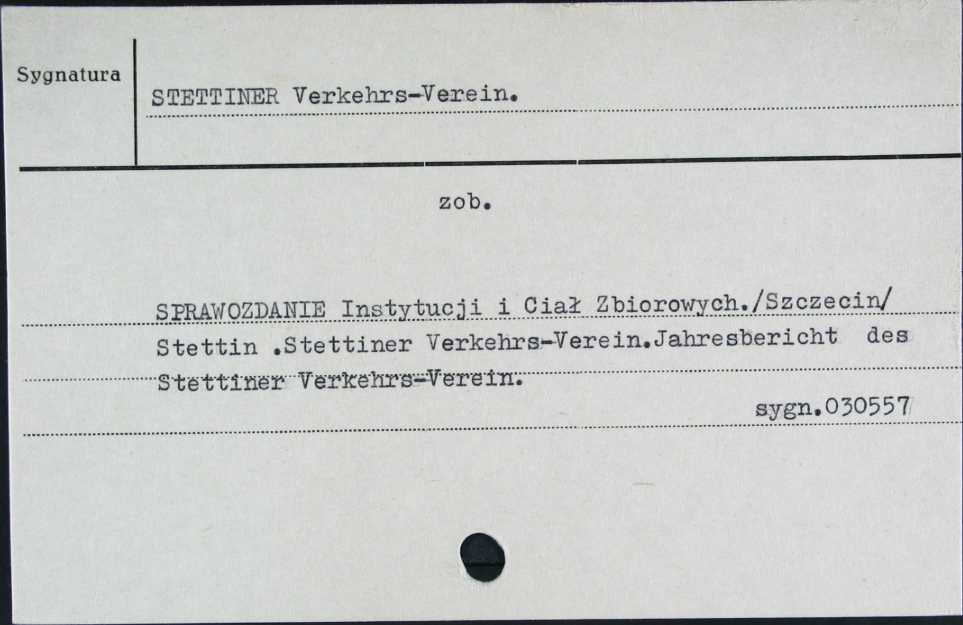 Sygnatura
STETTINER Verkehrs-Verein.
zob.
SPRAWOZDANIE Instytucji i Ciał Zbiorowych./Szczecin/
Stettin .Stettiner Verkehrs-Verein.Jahresbericht des
Stettiner Verkehrs-Verein.
sygn.030557